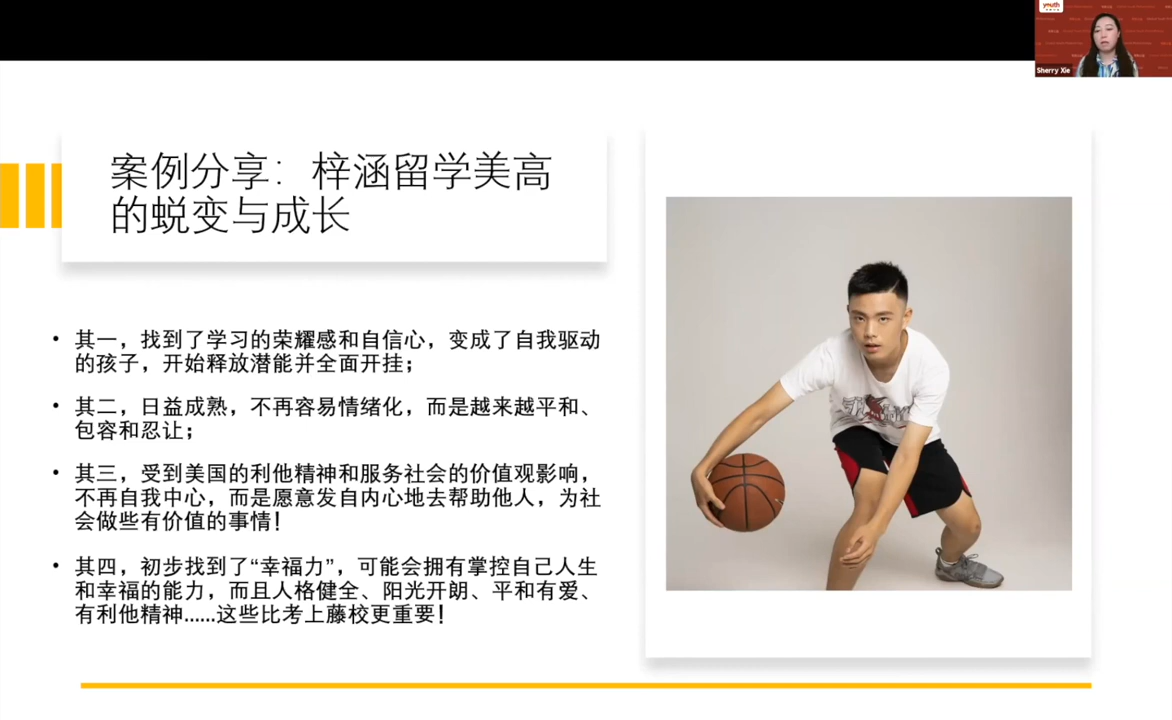 youth
Sherry Xie
案例分享：梓涵留学美高
的蜕变与成长
• 其一，找到了学习的荣耀感和自信心，变成了自我驱动
的孩子，开始释放潜能并全面开挂；
• 其二，日益成熟，不再容易情绪化，而是越来越平和、
包容和忍让；
• 其三，受到美国的利他精神和服务社会的价值观影响，
不再自我中心，而是愿意发自内心地去帮助他人，为社
会做些有价值的事情！
• 其四，初步找到了“幸福力”，可能会拥有掌控自己人生
和幸福的能力，而且人格健全、阳光开朗、平和有爱、
有利他精神......这些比考上藤校更重要！